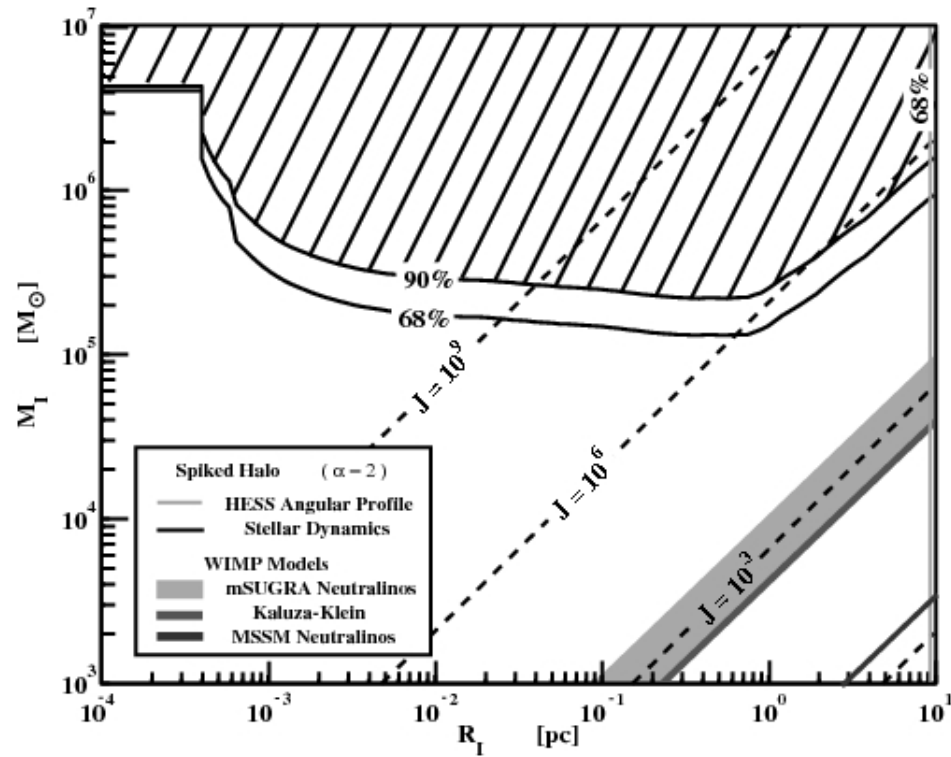 10^7
10^6
10^5
10^4
10^3
M_I [M_⊙]
68%
90%
68%
J = 10^9
J = 10^6
J = 10^3
Spiked Halo ( α − 2 )
HESS Angular Profile
Stellar Dynamics
WIMP Models
mSUGRA Neutralinos
Kaluza-Klein
MSSM Neutralinos
10^-4 10^-3 10^-2 10^-1 10^0 10^1
R_I [pc]